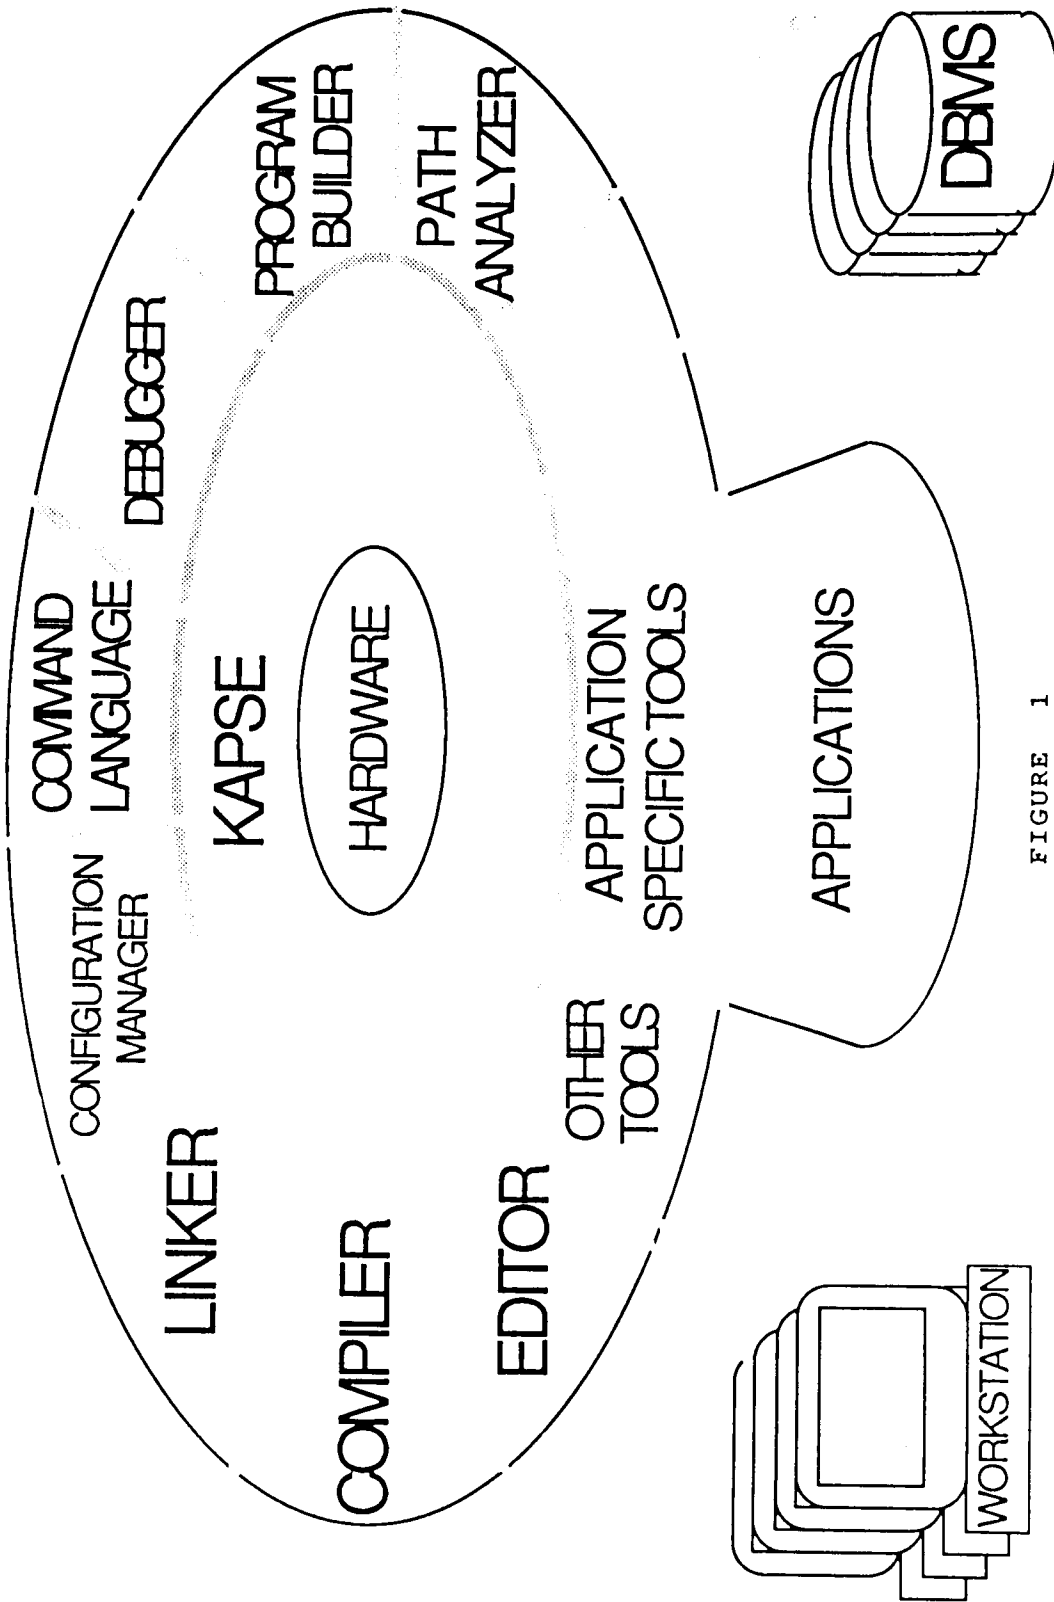 COMMAND
LANGUAGE
CONFIGURATION
MANAGER
DEBUGGER
LINKER
KAPSE
PROGRAM
BUILDER
HARDWARE
COMPILER
PATH
ANALYZER
EDITOR
OTHER
TOOLS
APPLICATION
SPECIFIC TOOLS
APPLICATIONS
WORKSTATION
DBMS
FIGURE 1